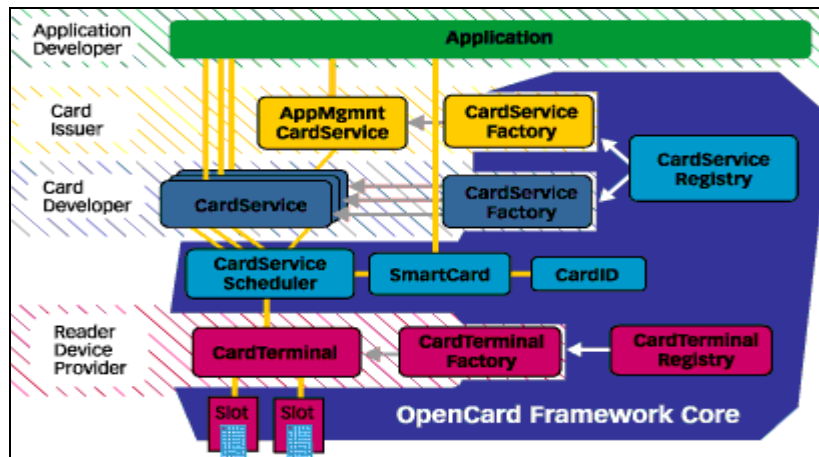 Application
Developer
Application
Card
Issuer
AppMgmnt
CardService
CardService
Factory
CardService
Registry
Card
Developer
CardService
CardService
Factory
CardService
Scheduler
SmartCard
CardID
Reader
Device
Provider
CardTerminal
CardTerminal
Factory
CardTerminal
Registry
Slot
Slot
OpenCard Framework Core